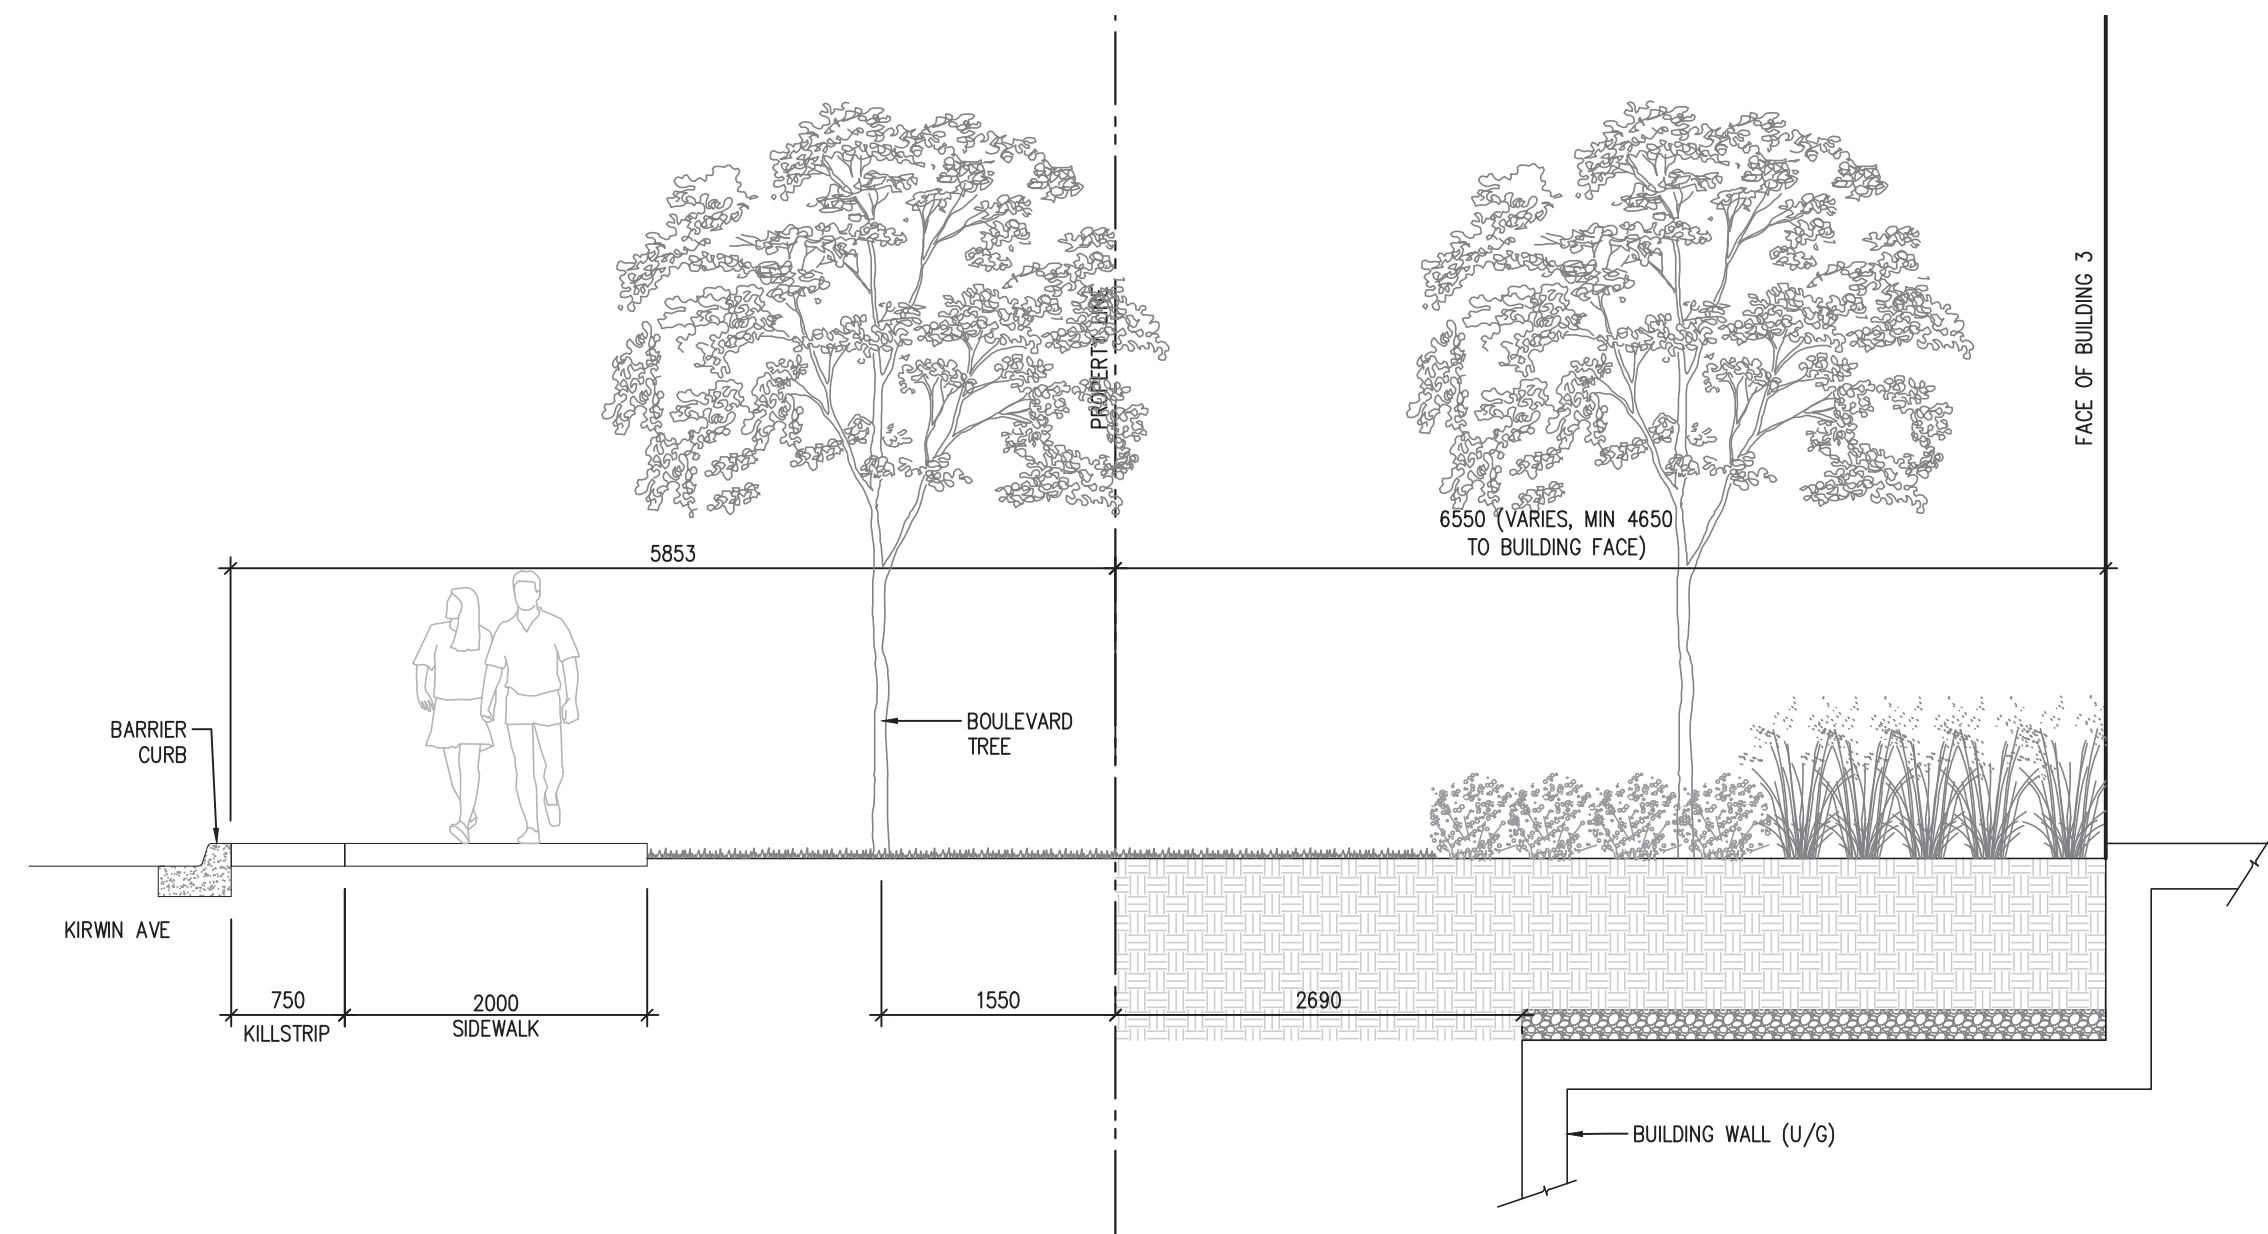 PROPERTY LINE
FACE OF BUILDING 3
6550 (VARIES, MIN 4650
TO BUILDING FACE)
5853
BARRIER
CURB
BOULEVARD
TREE
KIRWIN AVE
750
KILLSTRIP
2000
SIDEWALK
1550
2690
BUILDING WALL (U/G)